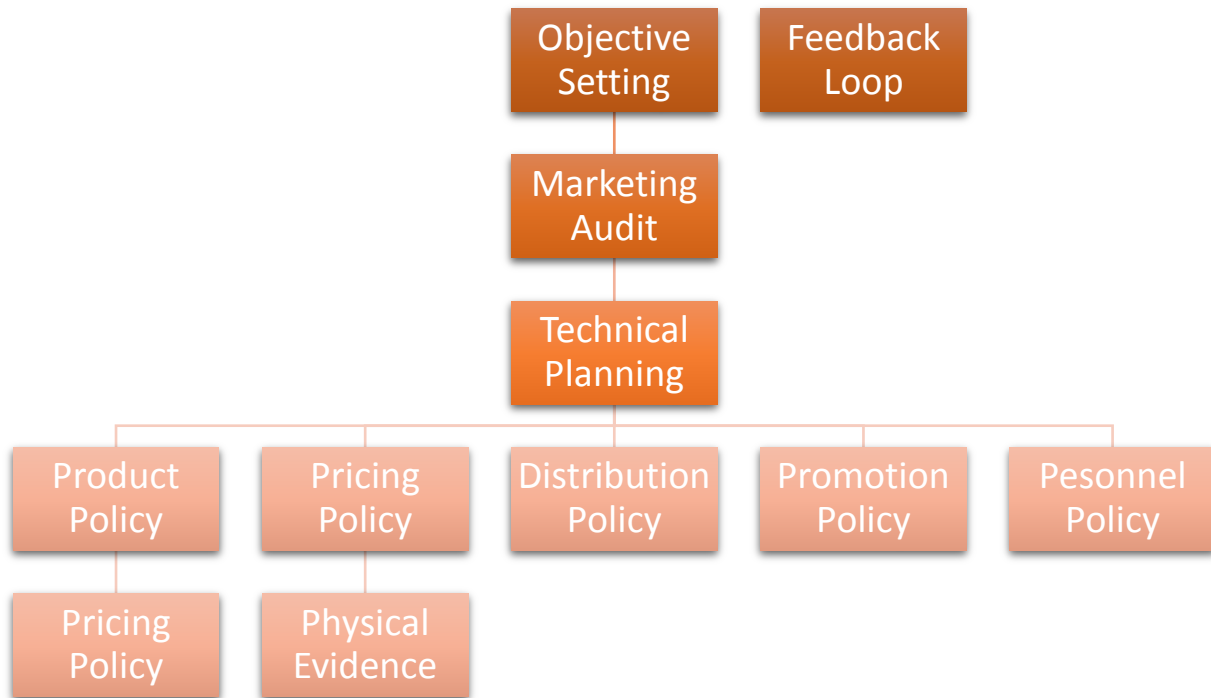 Objective
Setting
Feedback
Loop
Marketing
Audit
Technical
Planning
Product
Policy
Pricing
Policy
Distribution
Policy
Promotion
Policy
Pesonnel
Policy
Pricing
Policy
Physical
Evidence